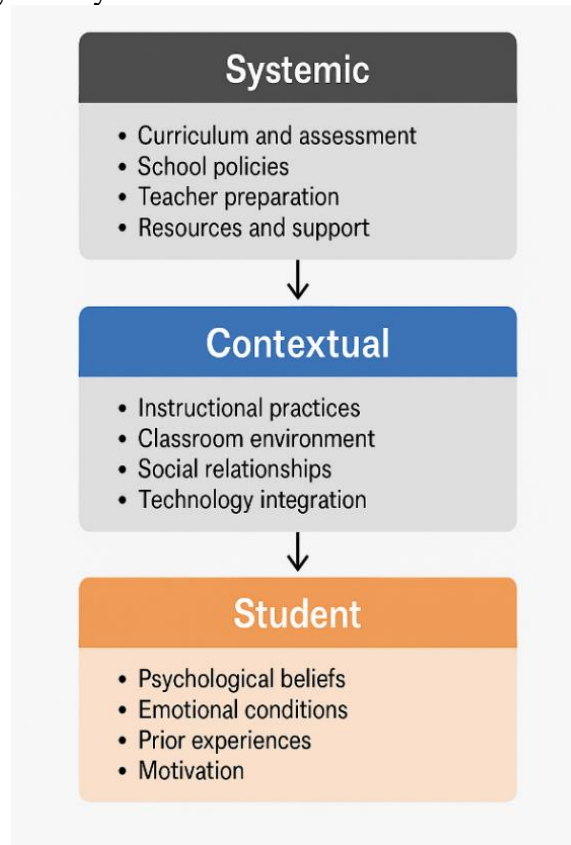 Systemic
• Curriculum and assessment
• School policies
• Teacher preparation
• Resources and support
Contextual
• Instructional practices
• Classroom environment
• Social relationships
• Technology integration
Student
• Psychological beliefs
• Emotional conditions
• Prior experiences
• Motivation